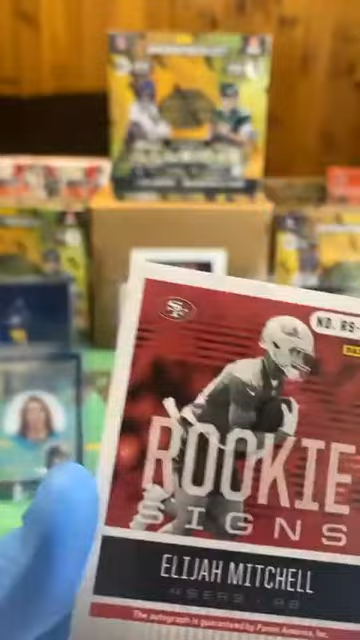 NO. RS-
ROOKIE
SIGNS
ELIJAH MITCHELL
49ERS · RB
The autograph is guaranteed by Panini America, Inc.